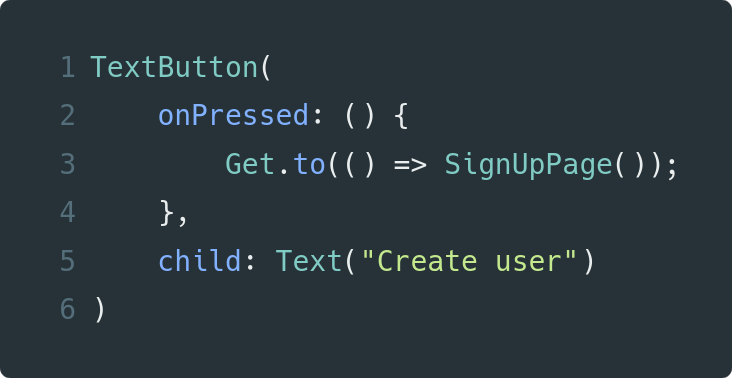 1 TextButton(
2     onPressed: () {
3         Get.to(() => SignUpPage());
4     },
5     child: Text("Create user")
6 )